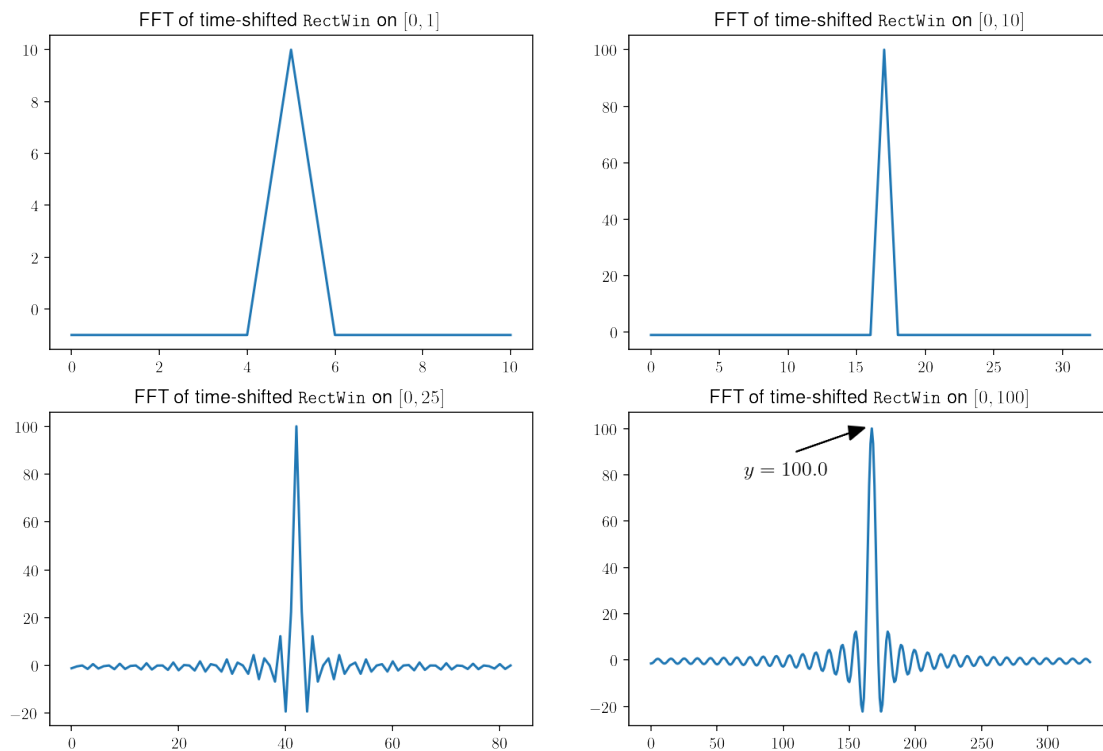 FFT of time-shifted RectWin on [0, 1]
10
8
6
4
2
0
0 2 4 6 8 10
FFT of time-shifted RectWin on [0, 10]
100
80
60
40
20
0
0 5 10 15 20 25 30
FFT of time-shifted RectWin on [0, 25]
100
80
60
40
20
0
−20
0 20 40 60 80
FFT of time-shifted RectWin on [0, 100]
y = 100.0
100
80
60
40
20
0
−20
0 50 100 150 200 250 300